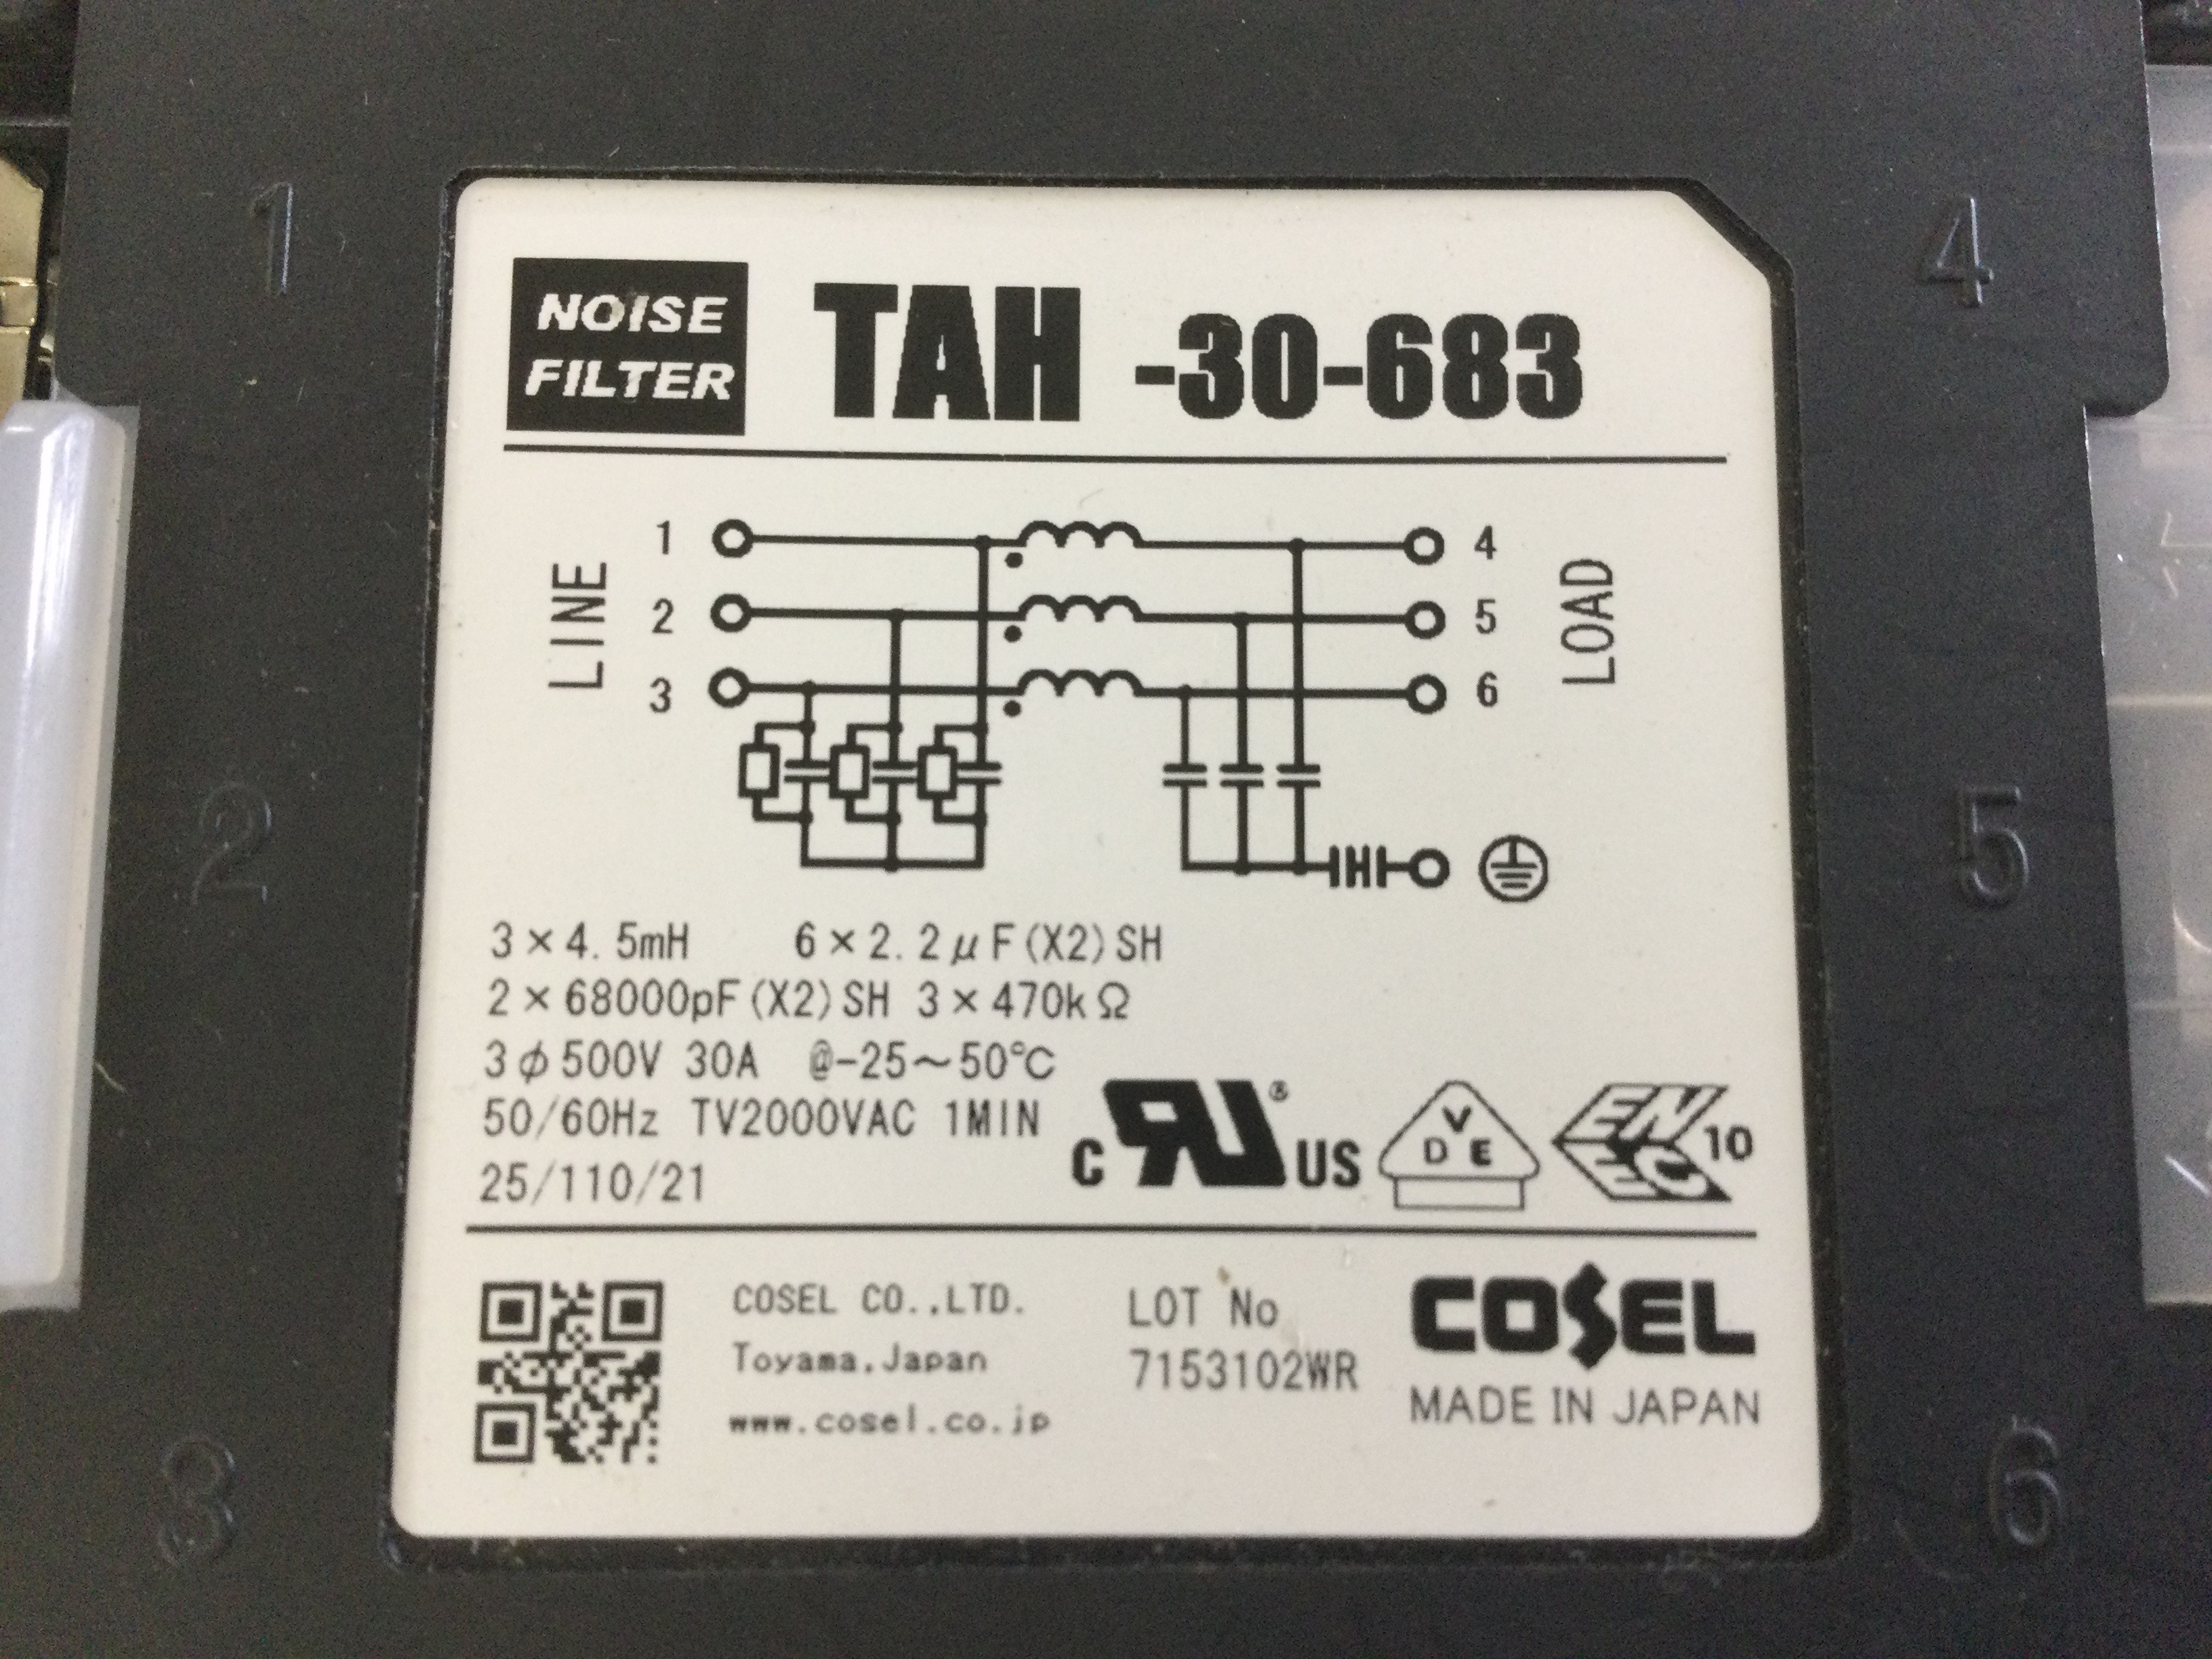 1
4
NOISE
FILTER
TAH -30-683
LINE
1
2
3
4
5
6
LOAD
2
5
3×4.5mH 6×2.2μF(X2)SH
2×68000pF(X2)SH 3×470kΩ
3φ500V 30A @-25～50℃
50/60Hz TV2000VAC 1MIN
25/110/21
C RU® US
VDE
ENEC 10
COSEL CO.,LTD.
Toyama,Japan
www.cosel.co.jp
LOT No
7153102WR
COSEL
MADE IN JAPAN
3
6